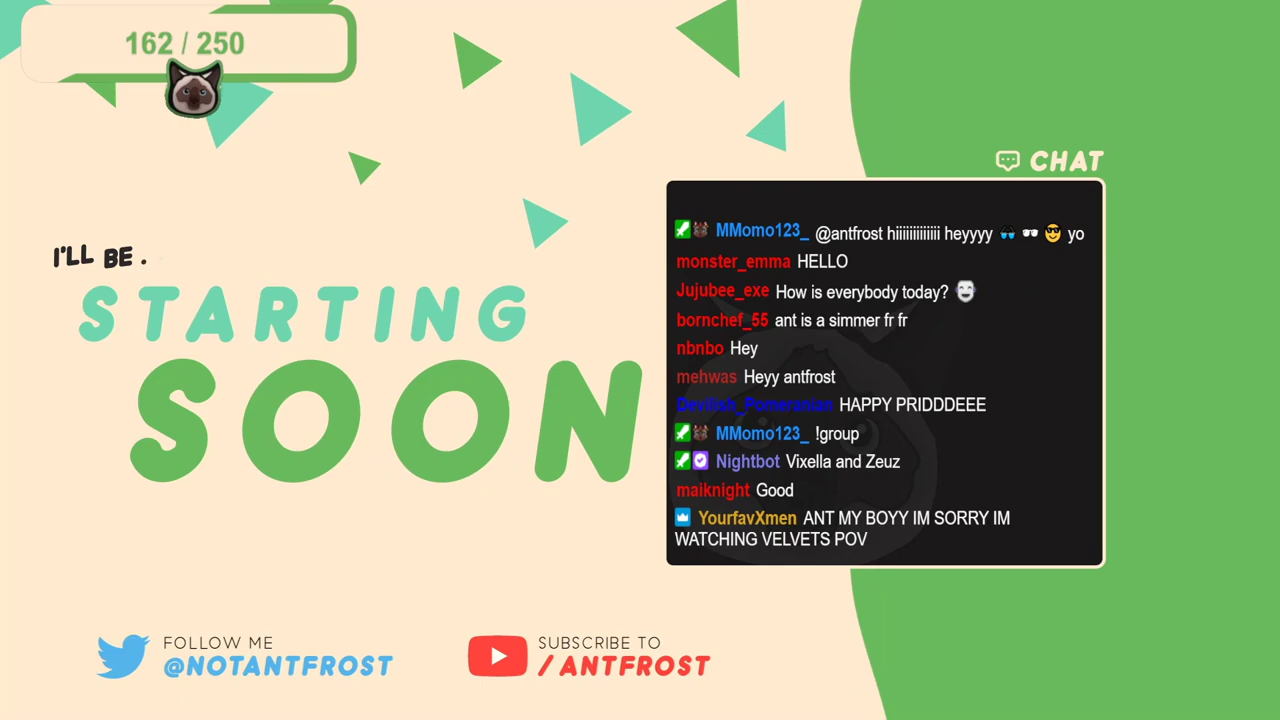 162 / 250
I'LL BE .
STARTING
SOON
CHAT
MMomo123_ @antfrost hiiiiiiiiiiiii heyyyy 🕶️ 😎 yo
monster_emma HELLO
Jujubee_exe How is everybody today?
bornchef_55 ant is a simmer fr fr
nbnbo Hey
mehwas Heyy antfrost
Devilish_Pomeranian HAPPY PRIDDDEEE
MMomo123_ !group
Nightbot Vixella and Zeuz
maiknight Good
YourfavXmen ANT MY BOYY IM SORRY IM
WATCHING VELVETS POV
FOLLOW ME
@NOTANTFROST
SUBSCRIBE TO
/ANTFROST